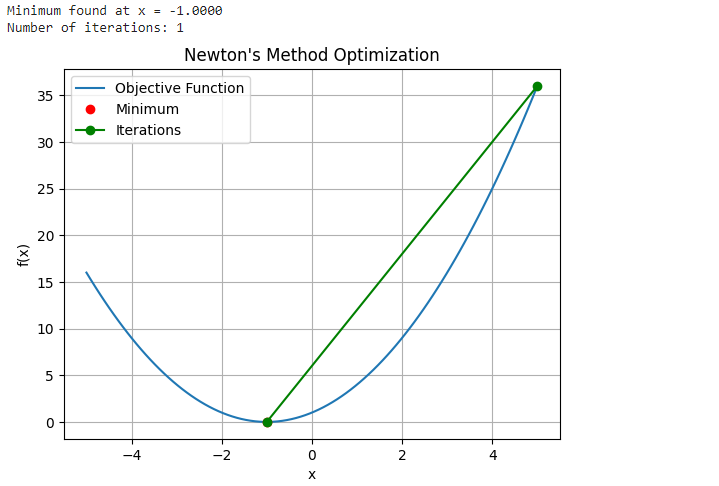 Minimum found at x = -1.0000
Number of iterations: 1
Newton's Method Optimization
Objective Function
Minimum
Iterations
35
30
25
20
15
10
5
0
f(x)
−4 −2 0 2 4
x